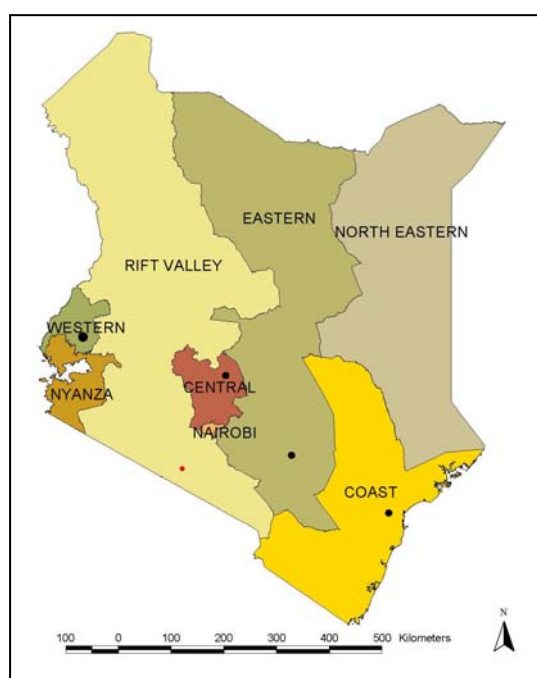 EASTERN
NORTH EASTERN
RIFT VALLEY
WESTERN
CENTRAL
NYANZA
NAIROBI
COAST
N
100 0 100 200 300 400 500 Kilometers